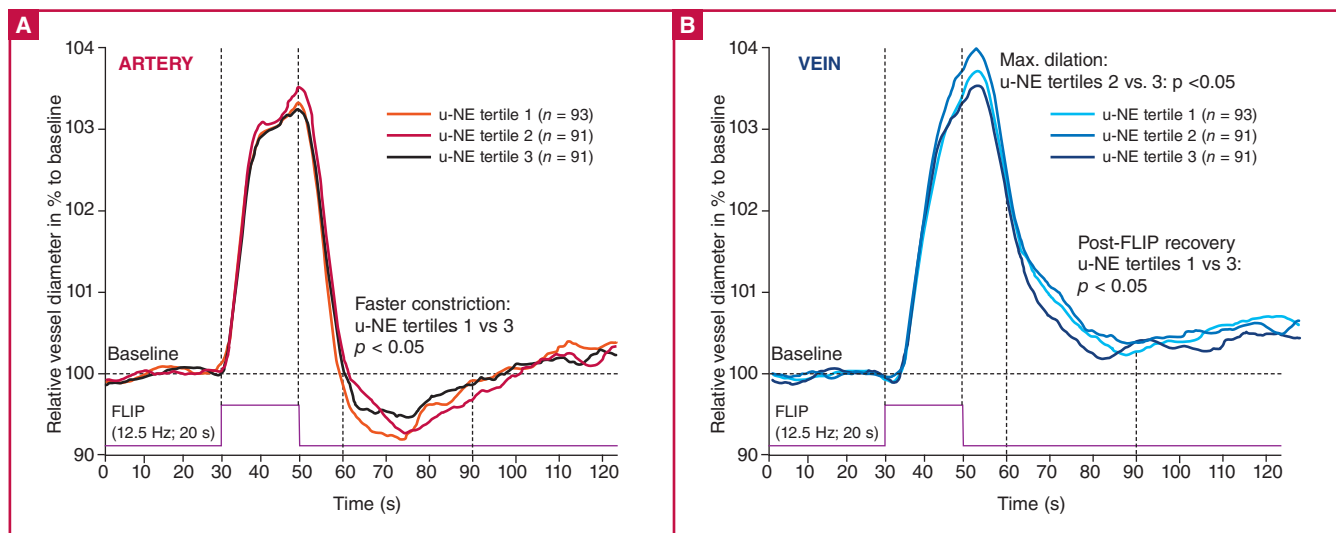 A
ARTERY
Relative vessel diameter in % to baseline
104
103
102
101
100
90
u-NE tertile 1 (n = 93)
u-NE tertile 2 (n = 91)
u-NE tertile 3 (n = 91)
Faster constriction:
u-NE tertiles 1 vs 3
p < 0.05
Baseline
FLIP
(12.5 Hz; 20 s)
0 10 20 30 40 50 60 70 80 90 100 110 120
Time (s)
B
VEIN
Relative vessel diameter in % to baseline
104
103
102
101
100
90
Max. dilation:
u-NE tertiles 2 vs. 3: p <0.05
u-NE tertile 1 (n = 93)
u-NE tertile 2 (n = 91)
u-NE tertile 3 (n = 91)
Post-FLIP recovery
u-NE tertiles 1 vs 3:
p < 0.05
Baseline
FLIP
(12.5 Hz; 20 s)
0 10 20 30 40 50 60 70 80 90 100 110 120
Time (s)